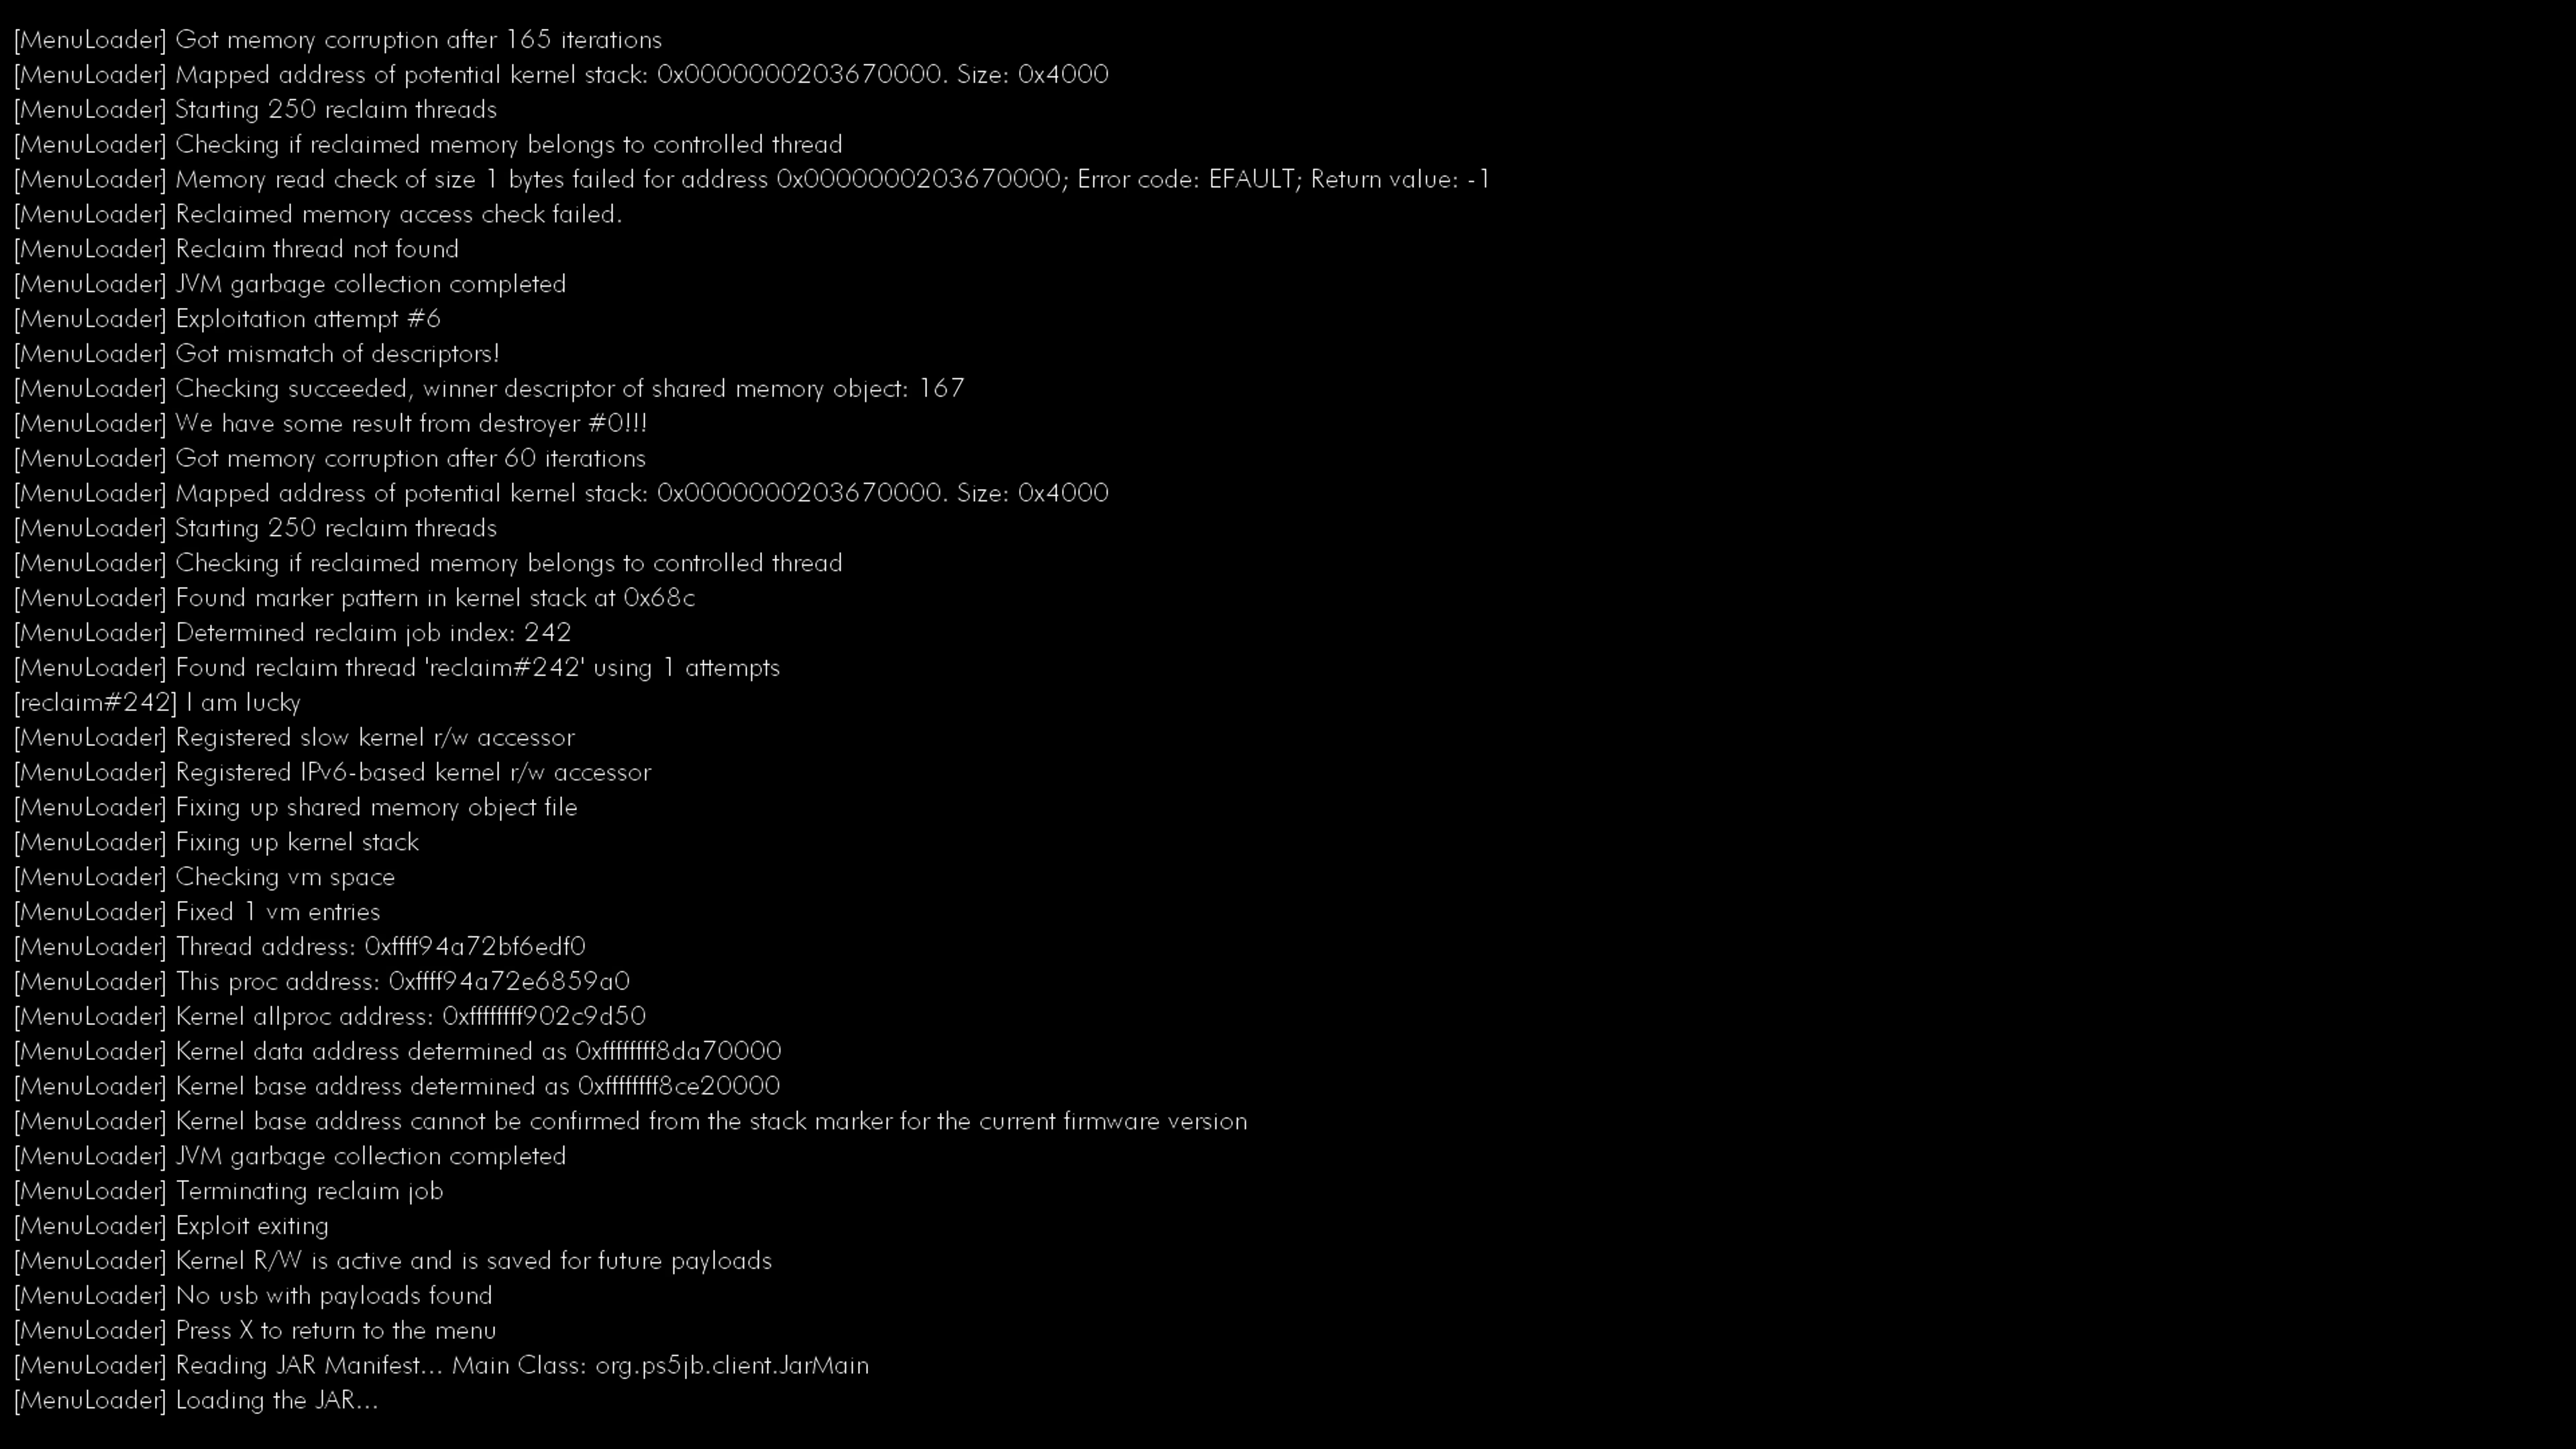 [MenuLoader] Got memory corruption after 165 iterations
[MenuLoader] Mapped address of potential kernel stack: 0x0000000203670000. Size: 0x4000
[MenuLoader] Starting 250 reclaim threads
[MenuLoader] Checking if reclaimed memory belongs to controlled thread
[MenuLoader] Memory read check of size 1 bytes failed for address 0x0000000203670000; Error code: EFAULT; Return value: -1
[MenuLoader] Reclaimed memory access check failed.
[MenuLoader] Reclaim thread not found
[MenuLoader] JVM garbage collection completed
[MenuLoader] Exploitation attempt #6
[MenuLoader] Got mismatch of descriptors!
[MenuLoader] Checking succeeded, winner descriptor of shared memory object: 167
[MenuLoader] We have some result from destroyer #0!!!
[MenuLoader] Got memory corruption after 60 iterations
[MenuLoader] Mapped address of potential kernel stack: 0x0000000203670000. Size: 0x4000
[MenuLoader] Starting 250 reclaim threads
[MenuLoader] Checking if reclaimed memory belongs to controlled thread
[MenuLoader] Found marker pattern in kernel stack at 0x68c
[MenuLoader] Determined reclaim job index: 242
[MenuLoader] Found reclaim thread 'reclaim#242' using 1 attempts
[reclaim#242] I am lucky
[MenuLoader] Registered slow kernel r/w accessor
[MenuLoader] Registered IPv6-based kernel r/w accessor
[MenuLoader] Fixing up shared memory object file
[MenuLoader] Fixing up kernel stack
[MenuLoader] Checking vm space
[MenuLoader] Fixed 1 vm entries
[MenuLoader] Thread address: 0xffff94a72bf6edf0
[MenuLoader] This proc address: 0xffff94a72e6859a0
[MenuLoader] Kernel allproc address: 0xffffffff902c9d50
[MenuLoader] Kernel data address determined as 0xffffffff8da70000
[MenuLoader] Kernel base address determined as 0xffffffff8ce20000
[MenuLoader] Kernel base address cannot be confirmed from the stack marker for the current firmware version
[MenuLoader] JVM garbage collection completed
[MenuLoader] Terminating reclaim job
[MenuLoader] Exploit exiting
[MenuLoader] Kernel R/W is active and is saved for future payloads
[MenuLoader] No usb with payloads found
[MenuLoader] Press X to return to the menu
[MenuLoader] Reading JAR Manifest... Main Class: org.ps5jb.client.JarMain
[MenuLoader] Loading the JAR...